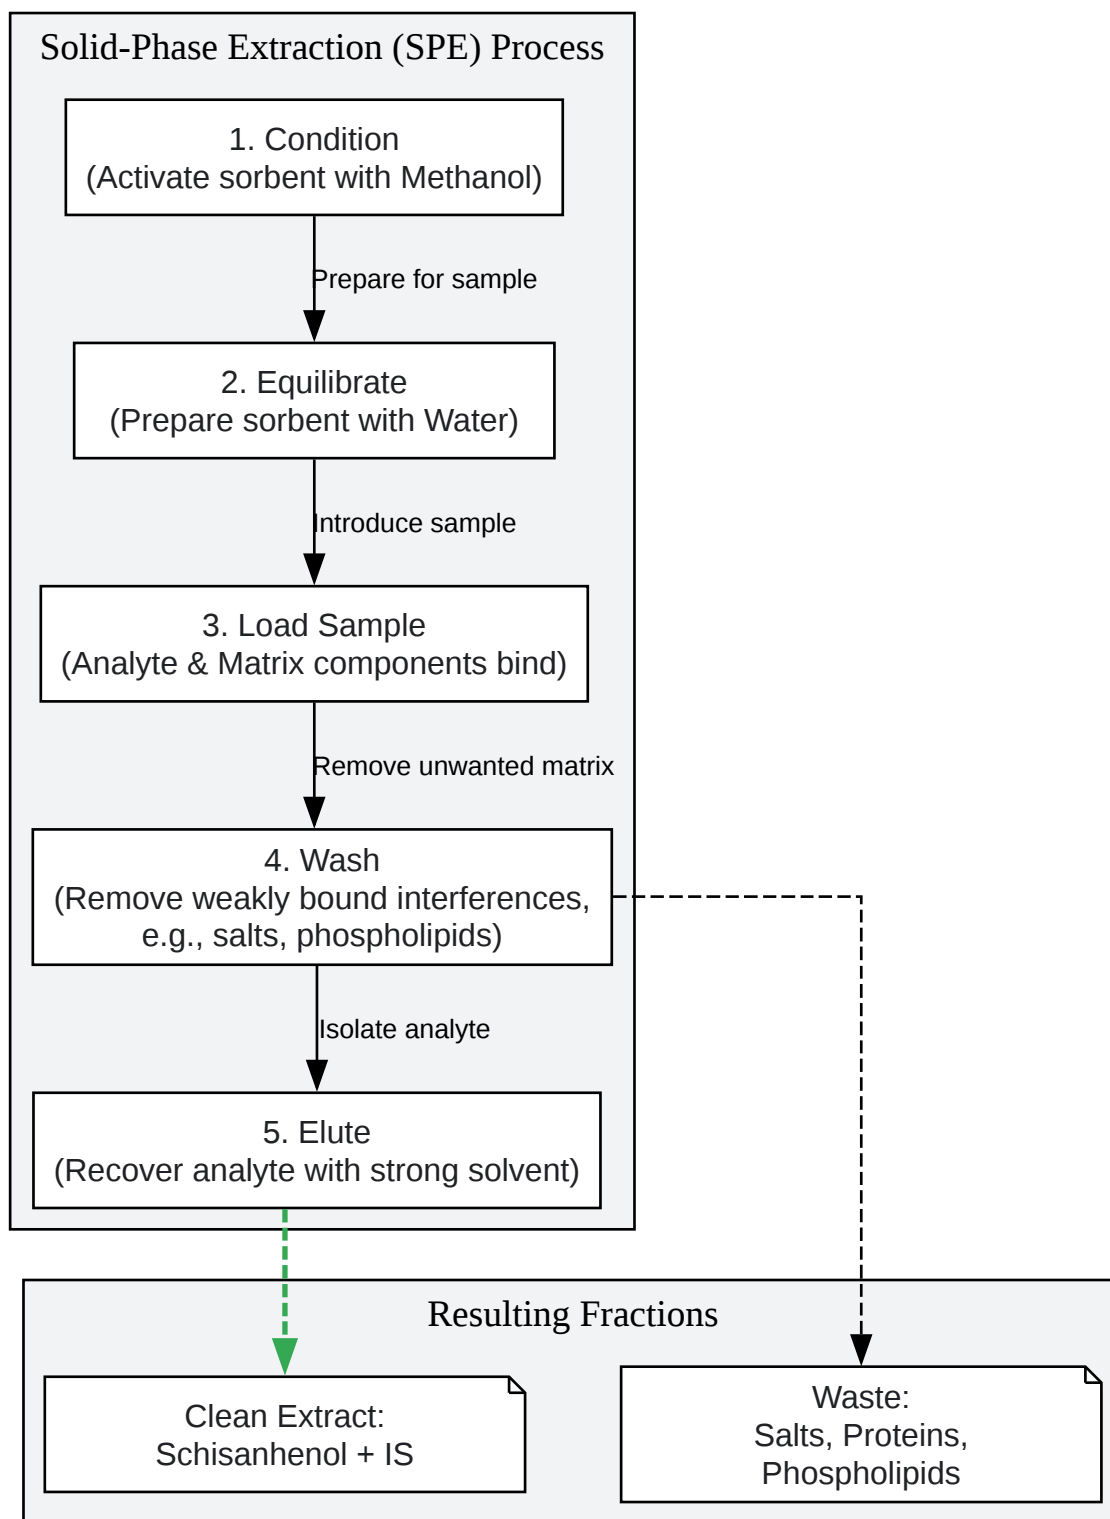 Solid-Phase Extraction (SPE) Process
1. Condition
(Activate sorbent with Methanol)
Prepare for sample
2. Equilibrate
(Prepare sorbent with Water)
Introduce sample
3. Load Sample
(Analyte & Matrix components bind)
Remove unwanted matrix
4. Wash
(Remove weakly bound interferences,
e.g., salts, phospholipids)
Isolate analyte
5. Elute
(Recover analyte with strong solvent)
Resulting Fractions
Clean Extract:
Schisanhenol + IS
Waste:
Salts, Proteins,
Phospholipids